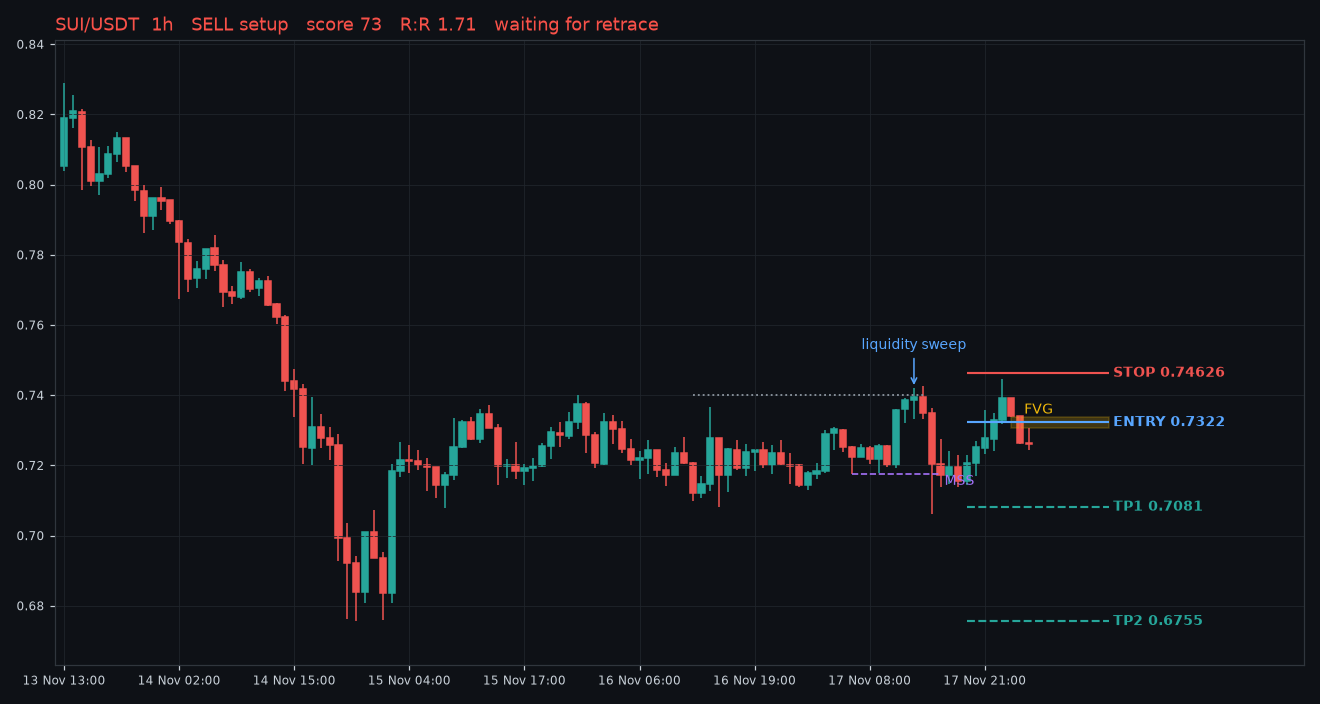 SUI/USDT 1h SELL setup score 73 R:R 1.71 waiting for retrace
0.84
0.82
0.80
0.78
0.76
0.74
0.72
0.70
0.68
liquidity sweep
STOP 0.74626
FVG
ENTRY 0.7322
MSS
TP1 0.7081
TP2 0.6755
13 Nov 13:00
14 Nov 02:00
14 Nov 15:00
15 Nov 04:00
15 Nov 17:00
16 Nov 06:00
16 Nov 19:00
17 Nov 08:00
17 Nov 21:00